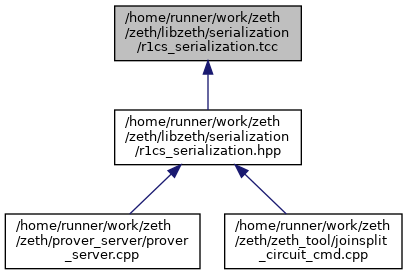 /home/runner/work/zeth
/zeth/libzeth/serialization
/r1cs_serialization.tcc
/home/runner/work/zeth
/zeth/libzeth/serialization
/r1cs_serialization.hpp
/home/runner/work/zeth
/zeth/prover_server/prover
_server.cpp
/home/runner/work/zeth
/zeth/zeth_tool/joinsplit
_circuit_cmd.cpp